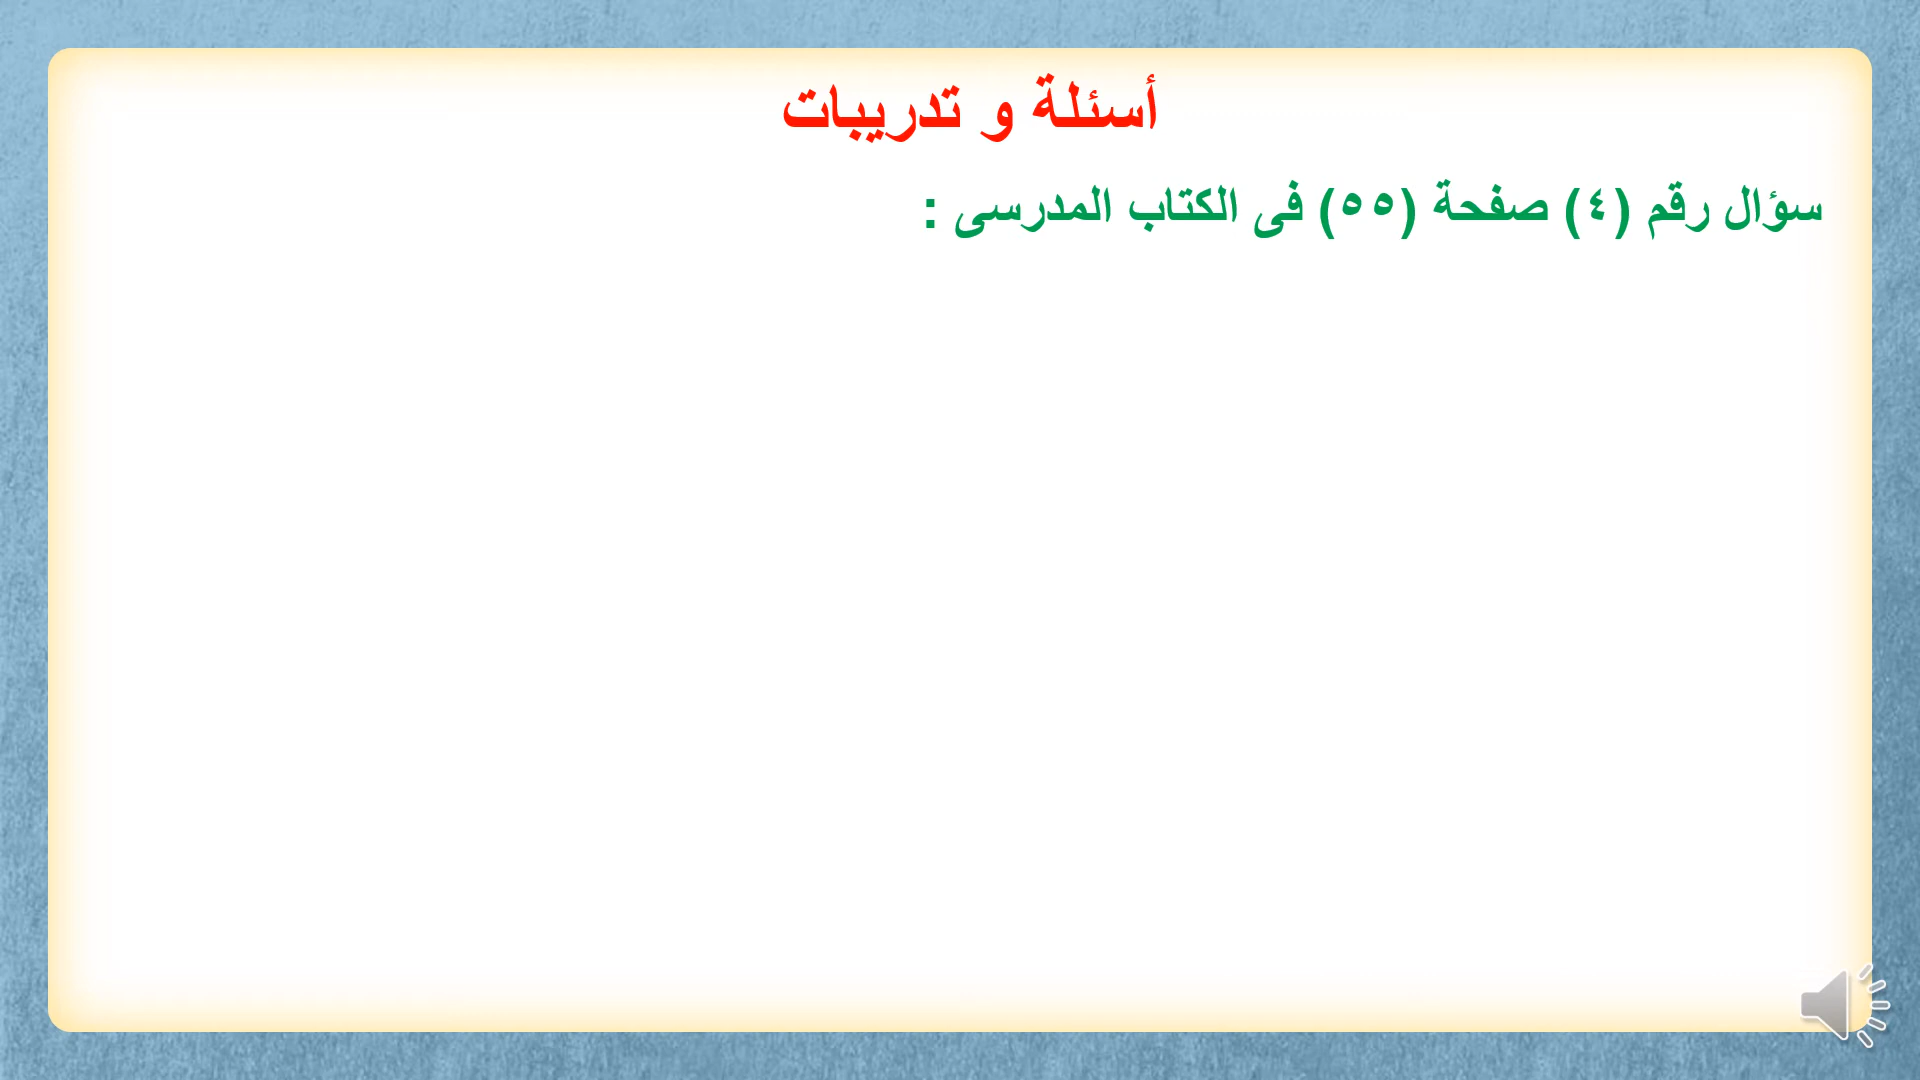 أسئلة و تدريبات
سؤال رقم (٤) صفحة (٥٥) فى الكتاب المدرسى :